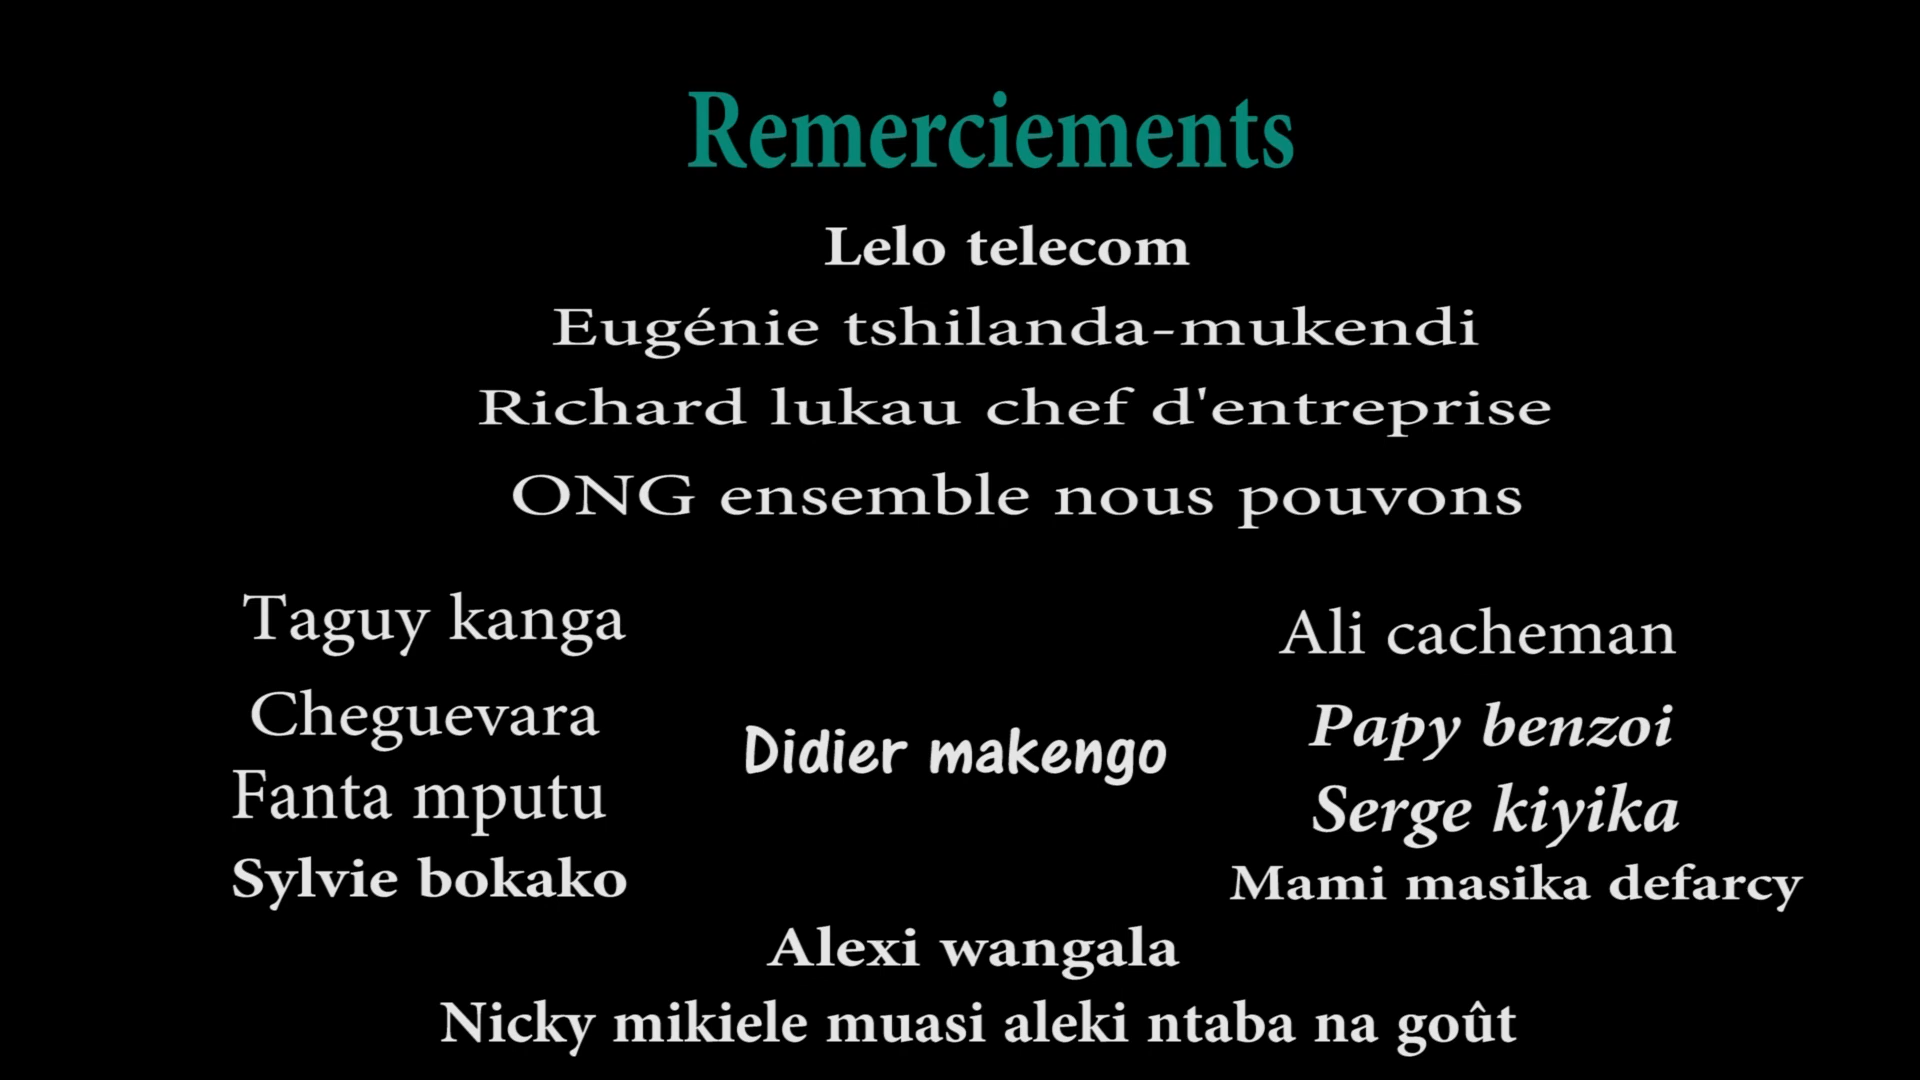 Remerciements
Lelo telecom
Eugénie tshilanda-mukendi
Richard lukau chef d'entreprise
ONG ensemble nous pouvons
Taguy kanga
Cheguevara
Fanta mputu
Sylvie bokako
Didier makengo
Ali cacheman
Papy benzoi
Serge kiyika
Mami masika defarcy
Alexi wangala
Nicky mikiele muasi aleki ntaba na goût